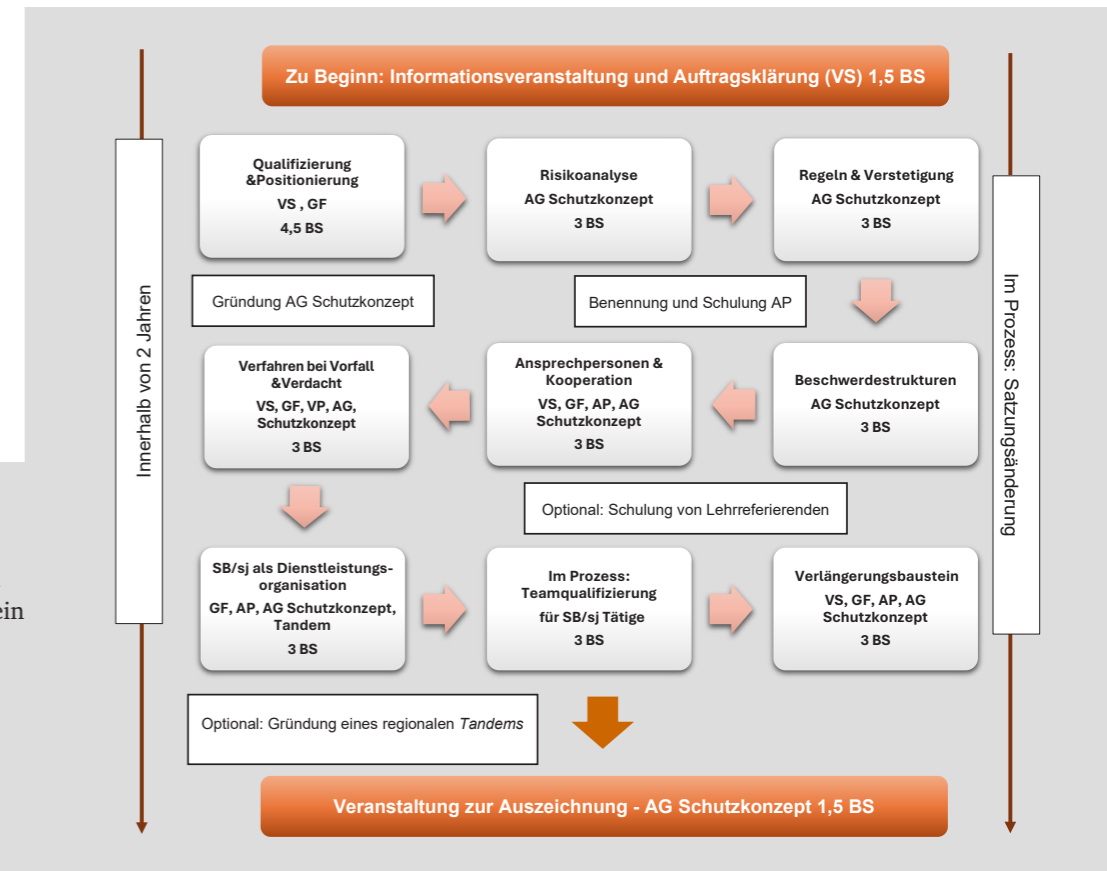 Zu Beginn: Informationsveranstaltung und Auftragsklärung (VS) 1,5 BS
Innerhalb von 2 Jahren
Im Prozess: Satzungsänderung
Qualifizierung
&Positionierung
VS , GF
4,5 BS
Risikoanalyse
AG Schutzkonzept
3 BS
Regeln & Verstetigung
AG Schutzkonzept
3 BS
Gründung AG Schutzkonzept
Benennung und Schulung AP
Beschwerdestrukturen
AG Schutzkonzept
3 BS
Ansprechpersonen &
Kooperation
VS, GF, AP, AG
Schutzkonzept
3 BS
Verfahren bei Vorfall
&Verdacht
VS, GF, VP, AG,
Schutzkonzept
3 BS
Optional: Schulung von Lehrreferierenden
SB/sj als Dienstleistungs-
organisation
GF, AP, AG Schutzkonzept,
Tandem
3 BS
Im Prozess:
Teamqualifizierung
für SB/sj Tätige
3 BS
Verlängerungsbaustein
VS, GF, AP, AG
Schutzkonzept
3 BS
Optional: Gründung eines regionalen Tandems
Veranstaltung zur Auszeichnung - AG Schutzkonzept 1,5 BS